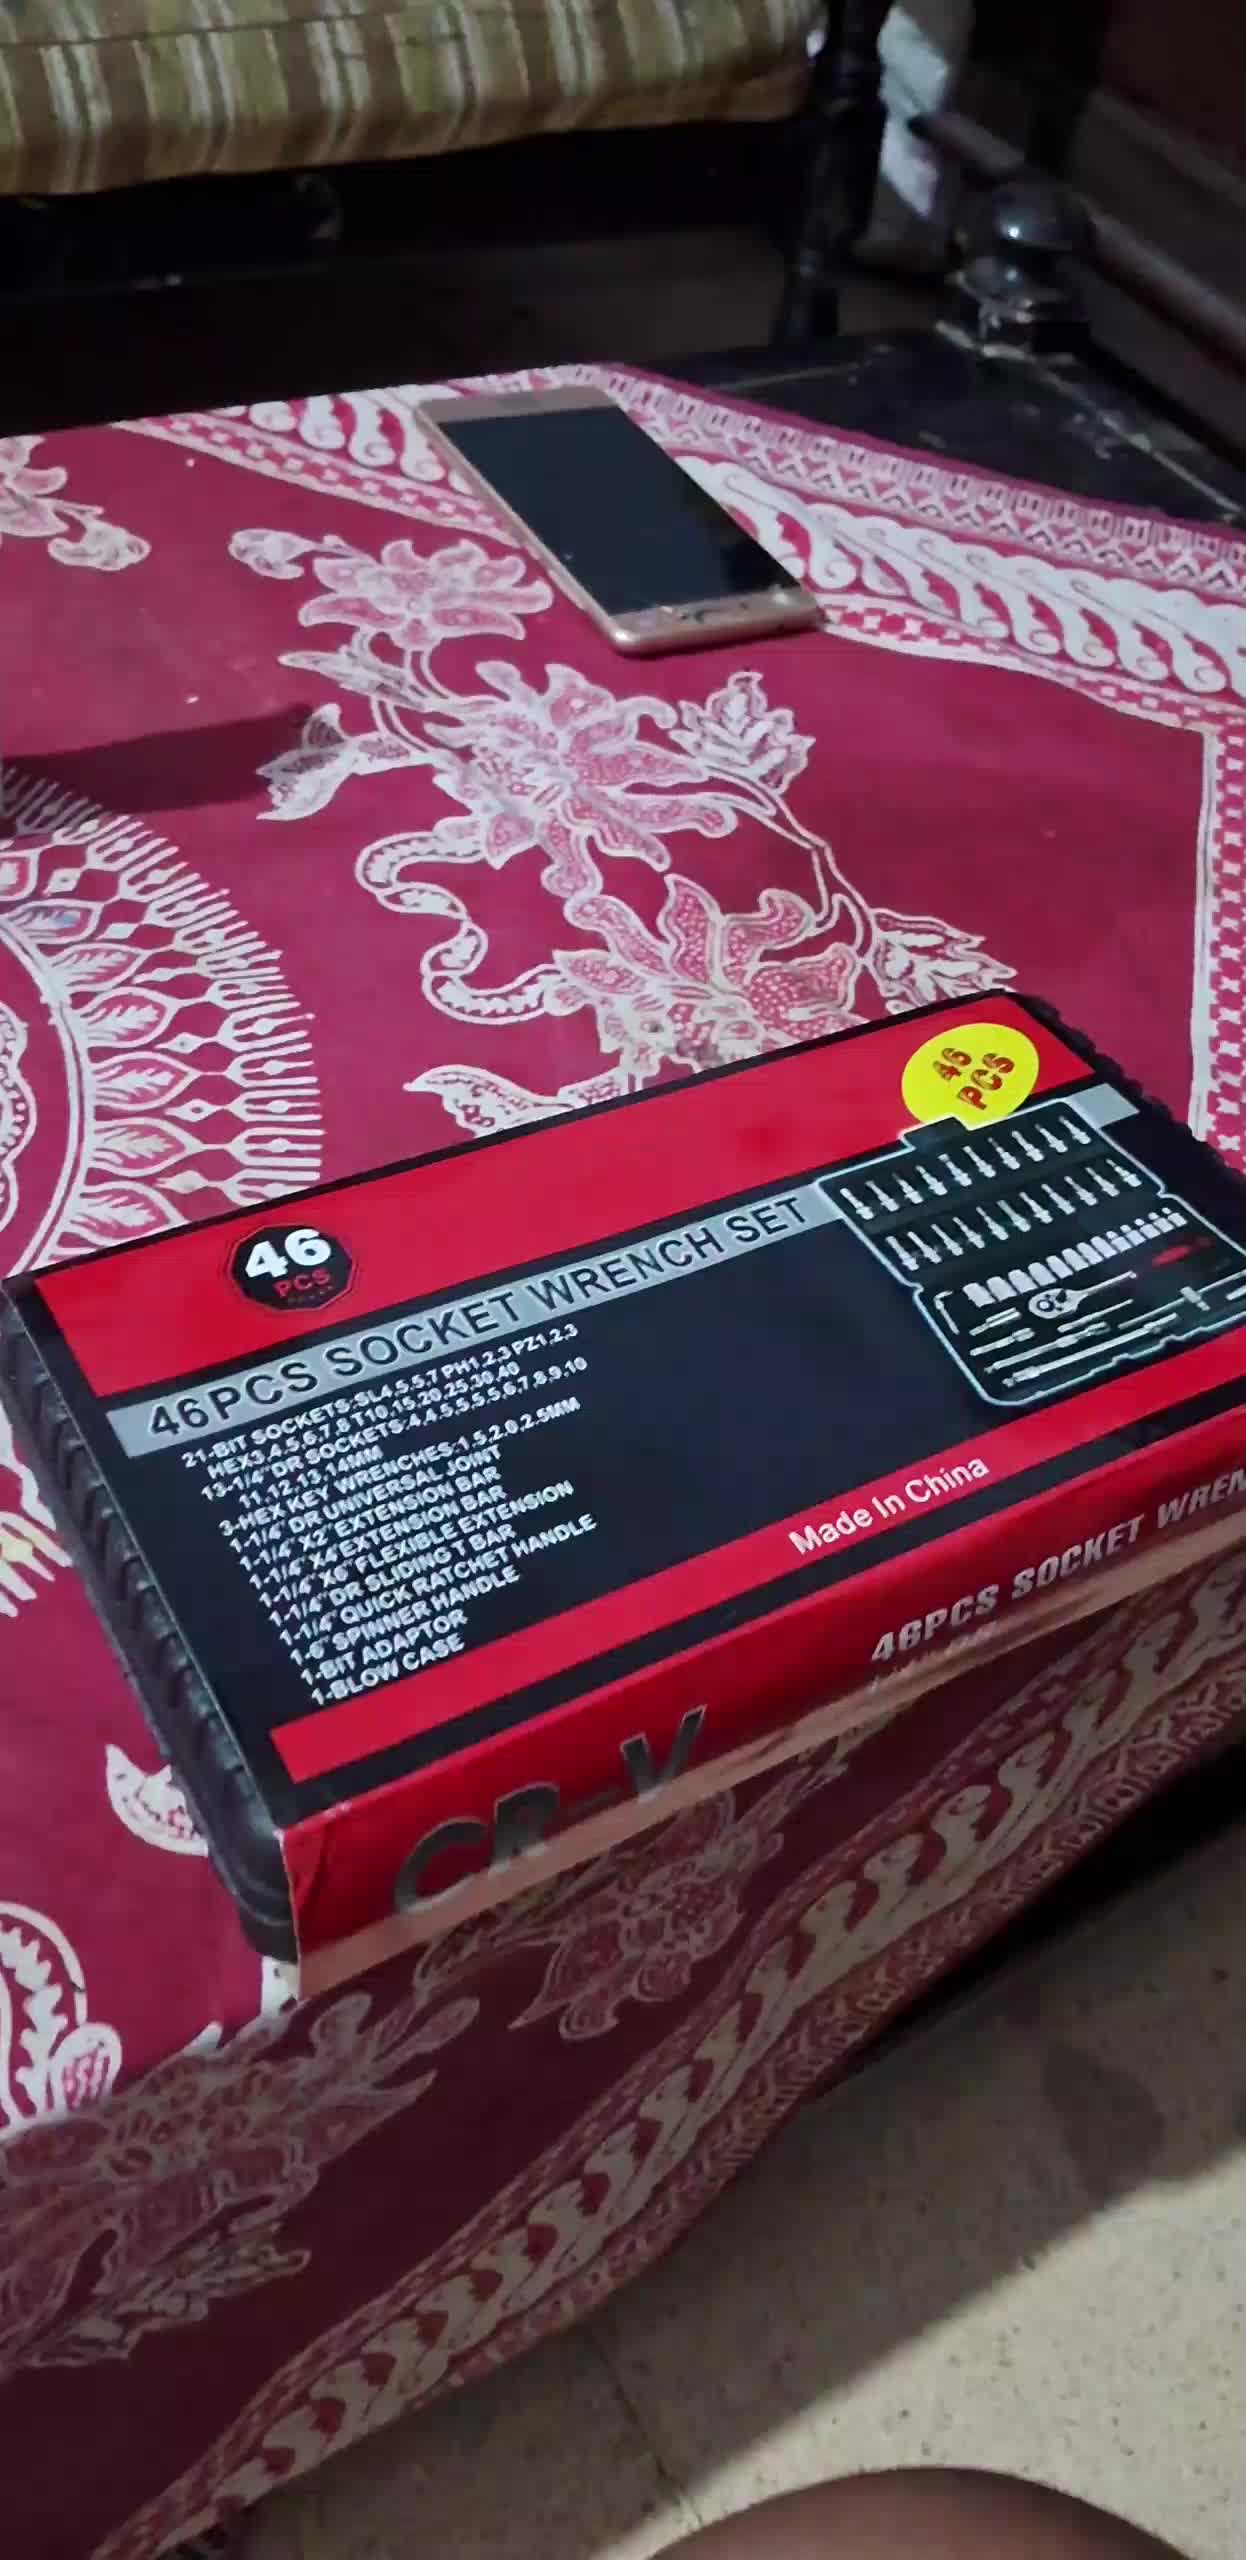 46
PCS
46
PCS
46PCS SOCKET WRENCH SET
21-BIT SOCKETS:SL4,5.5,7 PH1,2,3 PZ1,2,3
HEX3,4,5,6,7,8 T10,15,20,25,30,40
13-1/4" DR SOCKETS:4,4.5,5,5.5,6,7,8,9,10
11,12,13,14MM
3-HEX KEY WRENCHES:1.5,2.0,2.5MM
1-1/4" DR UNIVERSAL JOINT
1-1/4" X2" EXTENSION BAR
1-1/4" X4"EXTENSION BAR
1-1/4" X6" FLEXIBLE EXTENSION
1-1/4" DR SLIDING T BAR
1-1/4" QUICK RATCHET HANDLE
1-6" SPINNER HANDLE
1-BIT ADAPTOR
1-BLOW CASE
Made In China
46PCS SOCKET WREN
CR-V